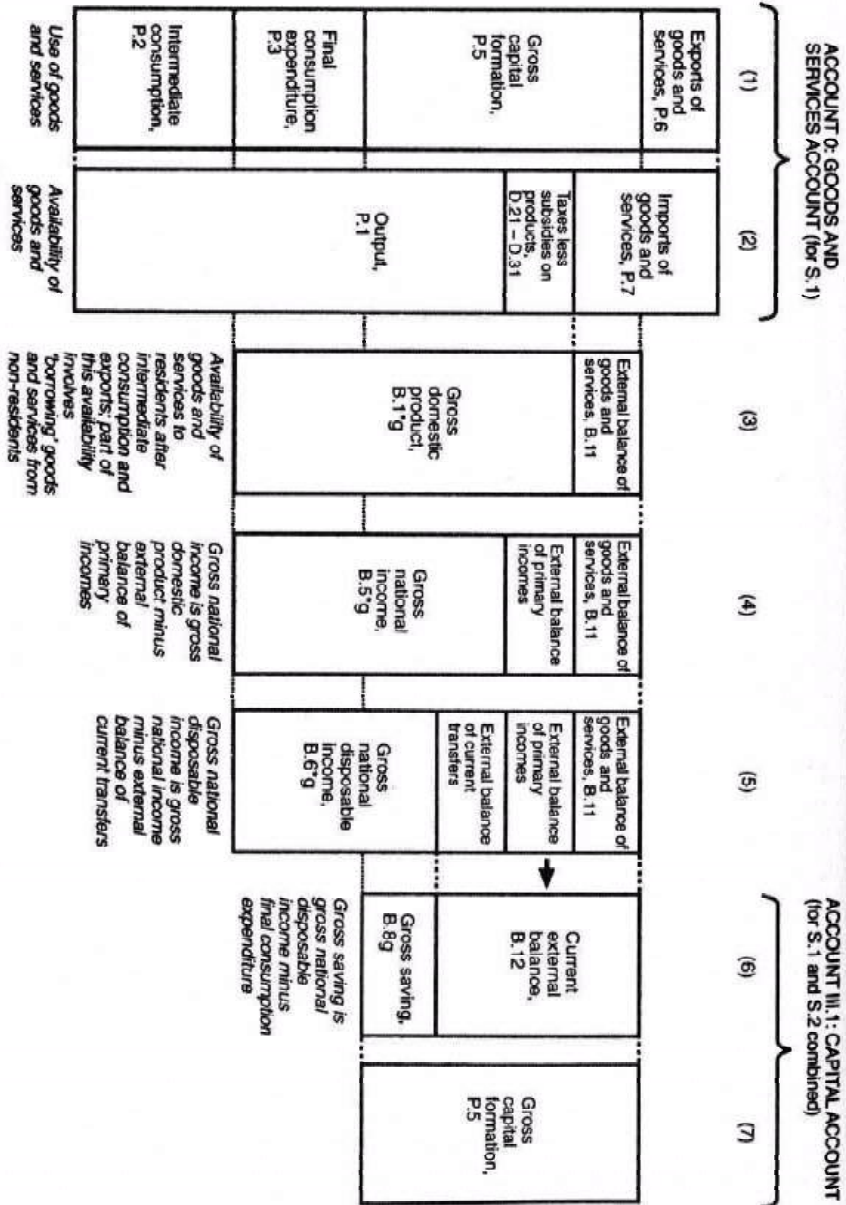 ACCOUNT 0: GOODS AND
SERVICES ACCOUNT (for S.1)
ACCOUNT III.1: CAPITAL ACCOUNT
(for S.1 and S.2 combined)
(1)
(2)
(3)
(4)
(5)
(6)
(7)
Exports of
goods and
services, P.6
Gross
capital
formation,
P.5
Final
consumption
expenditure,
P.3
Intermediate
consumption,
P.2
Use of goods
and services
Imports of
goods and
services, P.7
Taxes less
subsidies on
products,
D.21 – D.31
Output,
P.1
Availability of
goods and
services
External balance of
goods and
services, B.11
Gross
domestic
product,
B.1*g
Availability of
goods and
services to
residents after
intermediate
consumption and
exports; part of
this availability
involves
'borrowing' goods
and services from
non-residents
External balance of
goods and
services, B.11
External balance
of primary
incomes
Gross
national
income,
B.5*g
Gross national
income is gross
domestic
product minus
external
balance of
primary
incomes
External balance of
goods and
services, B.11
External balance
of primary
incomes
External balance
of current
transfers
Gross
national
disposable
income,
B.6*g
Gross national
disposable
income is gross
national income
minus external
balance of
current transfers
Current
external
balance,
B.12
Gross saving,
B.8g
Gross saving is
gross national
disposable
income minus
final consumption
expenditure
Gross
capital
formation,
P.5